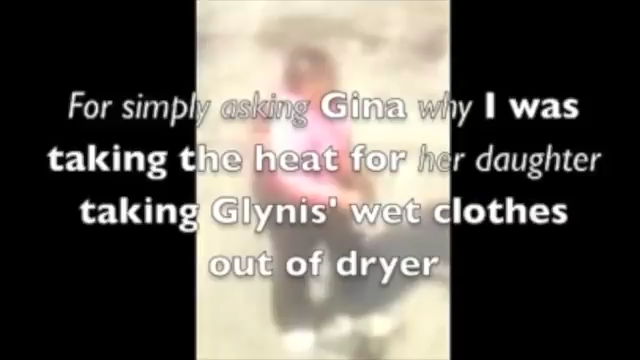 For simply asking Gina why I was
taking the heat for her daughter
taking Glynis' wet clothes
out of dryer